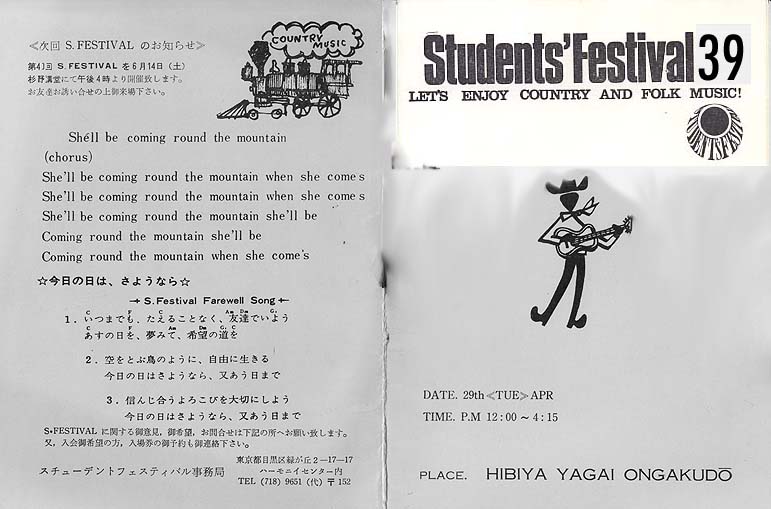 ≪次回 S. FESTIVAL のお知らせ≫
第4回 S. FESTIVAL を 6月14日（土）
杉野講堂にて午後4時より開催致します。
お友達お誘い合せの上御来場下さい。
COUNTRY MUSIC
She'll be coming round the mountain
(chorus)
She'll be coming round the mountain when she comes
She'll be coming round the mountain when she comes
She'll be coming round the mountain she'll be
Coming round the mountain she'll be
Coming round the mountain when she come's
☆今日の日は、さようなら☆
S. Festival Farewell Song
C F C Am Dm G7
1．いつまでも、たえることなく、友達でいよう
C F Am Dm G7 C
あすの日を、夢みて、希望の道を
2．空をとぶ鳥のように、自由に生きる
今日の日はさようなら、又あう日まで
3．信んじ合うよろこびを大切にしよう
今日の日はさようなら、又あう日まで
S•FESTIVAL に関する御意見，御希望，お問合せは下記の所へお願い致します。
又，入会御希望の方，入場券の御予約も御連絡下さい。
スチューデントフェスティバル事務局
東京都目黒区緑が丘2—17—17
ハーモニイセンター内
TEL (718) 9651 (代) 〒152
Students' Festival 39
LET'S ENJOY COUNTRY AND FOLK MUSIC!
DATE. 29th ≪TUE≫ APR
TIME. P.M 12:00 ～ 4:15
PLACE. HIBIYA YAGAI ONGAKUDŌ